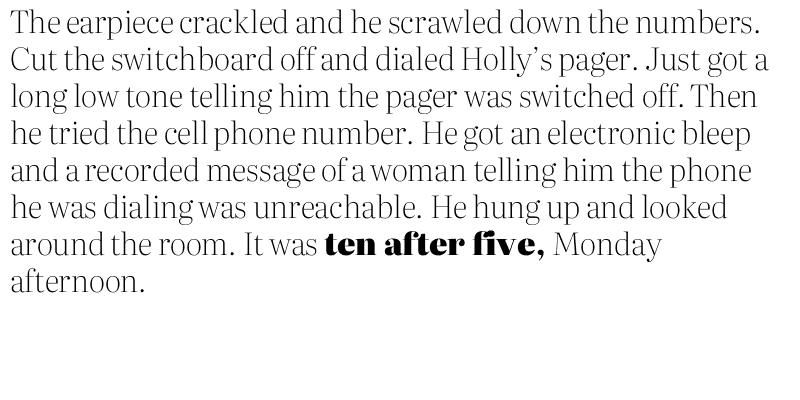 The earpiece crackled and he scrawled down the numbers.
Cut the switchboard off and dialed Holly’s pager. Just got a
long low tone telling him the pager was switched off. Then
he tried the cell phone number. He got an electronic bleep
and a recorded message of a woman telling him the phone
he was dialing was unreachable. He hung up and looked
around the room. It was ten after five, Monday
afternoon.